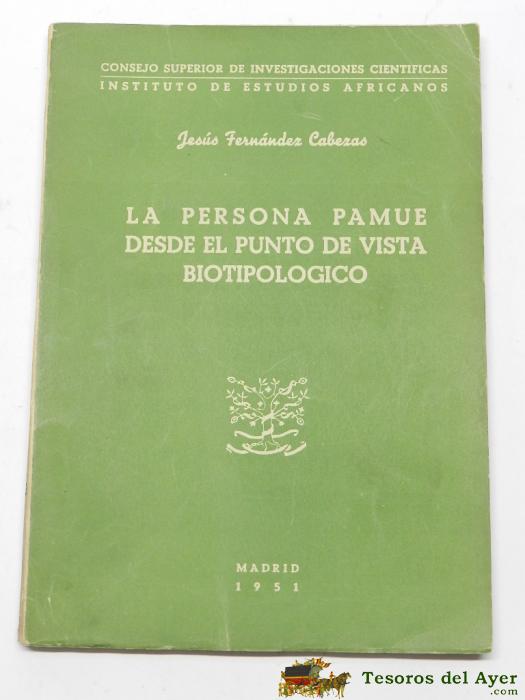 CONSEJO SUPERIOR DE INVESTIGACIONES CIENTIFICAS
INSTITUTO DE ESTUDIOS AFRICANOS
Jesús Fernández Cabezas
LA PERSONA PAMUE
DESDE EL PUNTO DE VISTA
BIOTIPOLOGICO
MADRID
1951
Tesoros del Ayer
.com